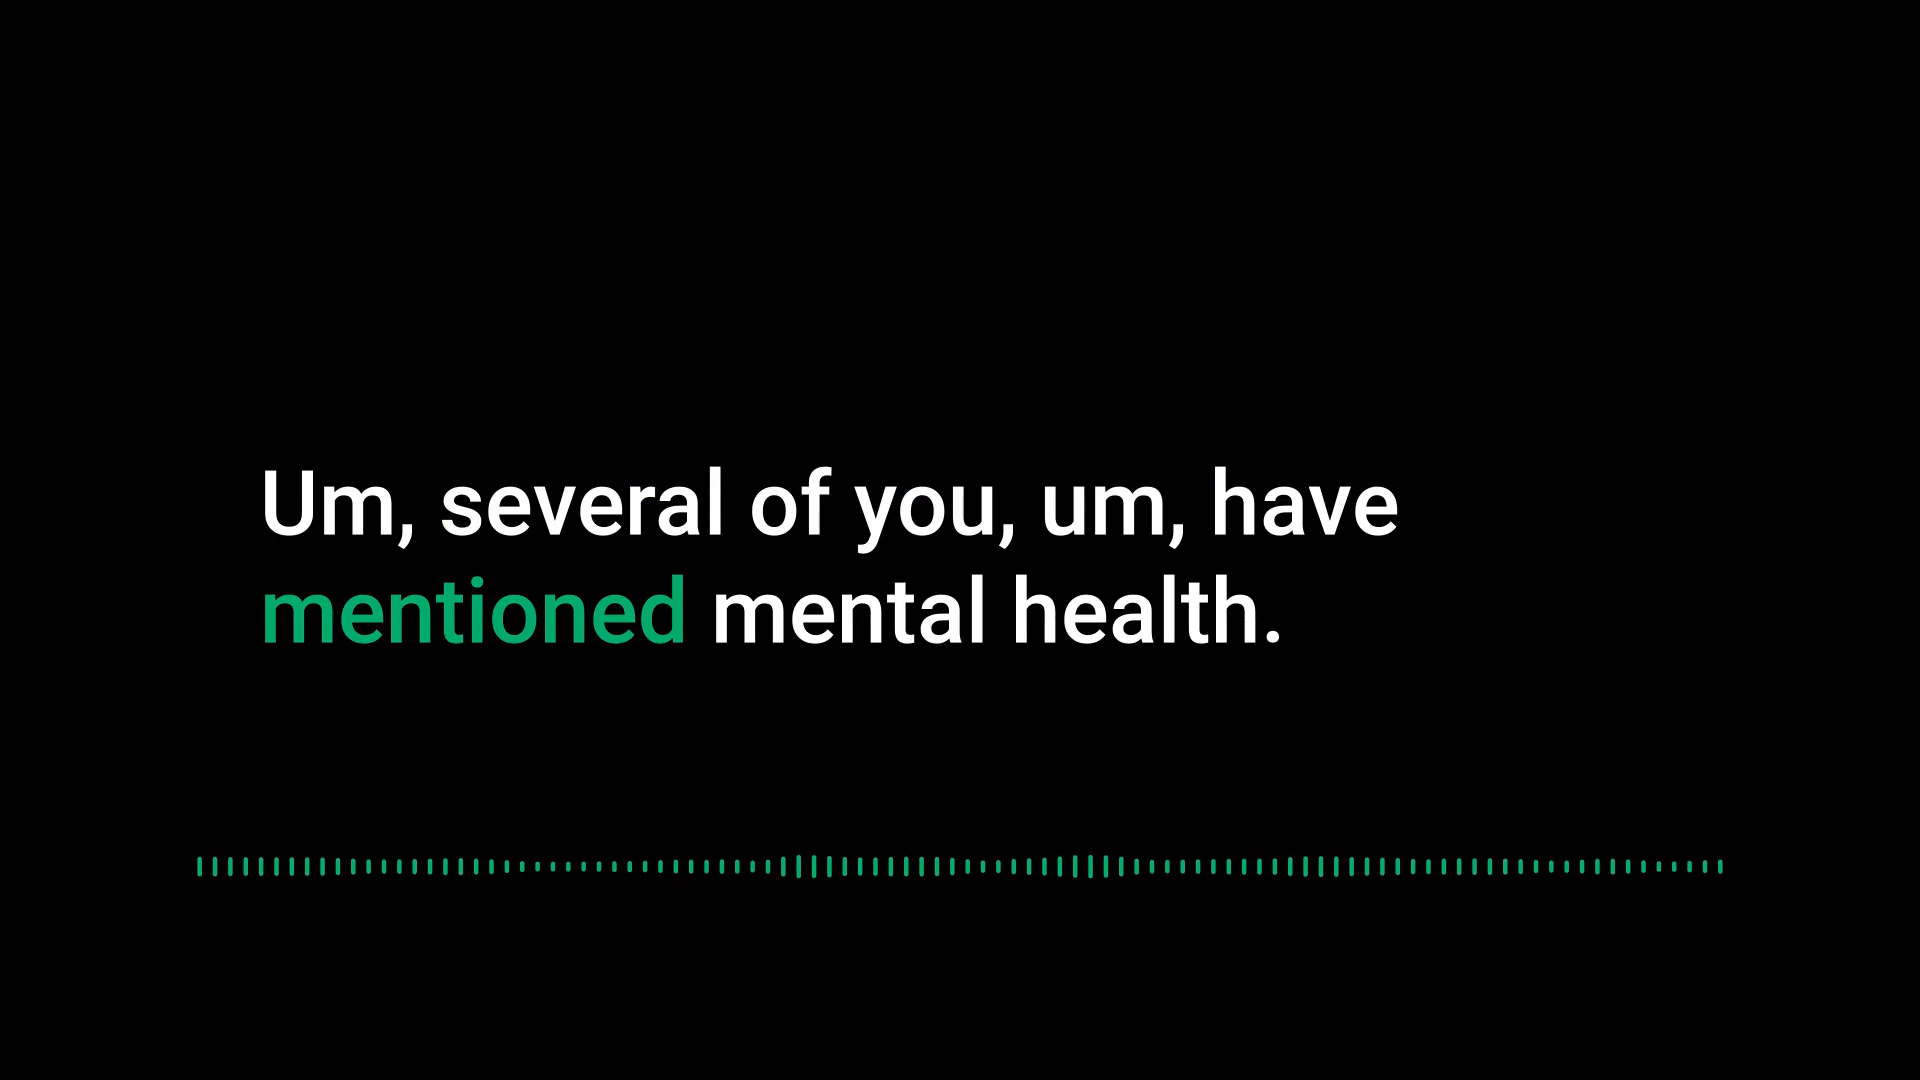 Um, several of you, um, have
mentioned mental health.